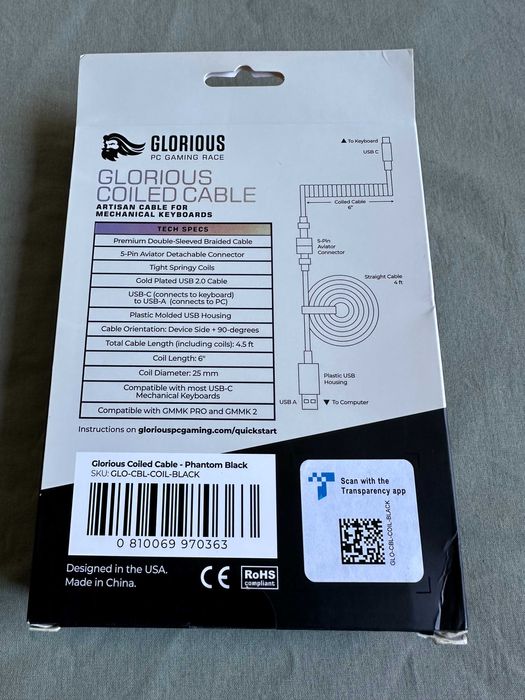 GLORIOUS
PC GAMING RACE
GLORIOUS
COILED CABLE
ARTISAN CABLE FOR
MECHANICAL KEYBOARDS
TECH SPECS
Premium Double-Sleeved Braided Cable
5-Pin Aviator Detachable Connector
Tight Springy Coils
Gold Plated USB 2.0 Cable
USB-C (connects to keyboard)
to USB-A (connects to PC)
Plastic Molded USB Housing
Cable Orientation: Device Side + 90-degrees
Total Cable Length (including coils): 4.5 ft
Coil Length: 6"
Coil Diameter: 25 mm
Compatible with most USB-C
Mechanical Keyboards
Compatible with GMMK PRO and GMMK 2
Instructions on gloriouspcgaming.com/quickstart
▲ To Keyboard
USB C
Coiled Cable
6"
5-Pin
Aviator
Connector
Straight Cable
4 ft
Plastic USB
Housing
USB A
▼ To Computer
Glorious Coiled Cable - Phantom Black
SKU: GLO-CBL-COIL-BLACK
0 810069 970363
Scan with the
Transparency app
GLO-CBL-COIL-BLACK
Designed in the USA.
Made in China.
CE
RoHS
compliant